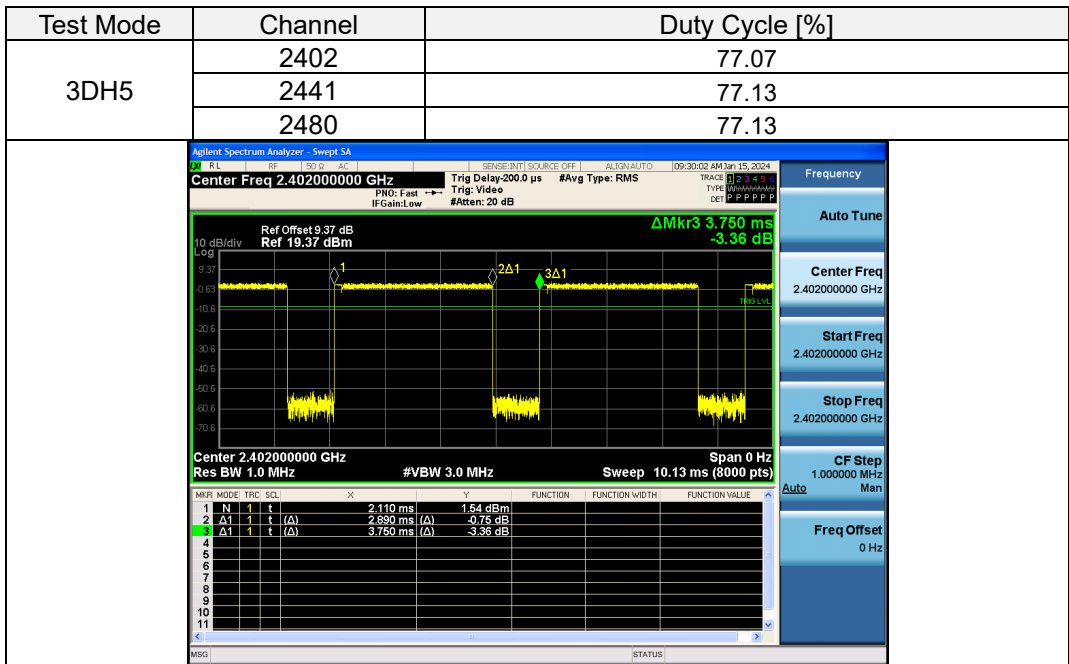 Test Mode Channel Duty Cycle [%]
3DH5 2402 77.07
2441 77.13
2480 77.13
Agilent Spectrum Analyzer - Swept SA
LXI RL RF 50 Ω AC SENSE:INT SOURCE OFF ALIGNAUTO 09:30:02 AM Jan 15, 2024
Center Freq 2.402000000 GHz
PNO: Fast
IFGain:Low
Trig Delay-200.0 µs #Avg Type: RMS
Trig: Video
#Atten: 20 dB
TRACE 1 2 3 4 5 6
TYPE
DET P P P P P P
Frequency
ΔMkr3 3.750 ms
-3.36 dB
Ref Offset 9.37 dB
10 dB/div Ref 19.37 dBm
Log
9.37
-0.63
-10.6
-20.6
-30.6
-40.6
-50.6
-60.6
-70.6
1
2Δ1
3Δ1
TRIG LVL
Center 2.402000000 GHz Span 0 Hz
Res BW 1.0 MHz #VBW 3.0 MHz Sweep 10.13 ms (8000 pts)
MKR MODE TRC SCL X Y FUNCTION FUNCTION WIDTH FUNCTION VALUE
1 N 1 t 2.110 ms 1.54 dBm
2 Δ1 1 t (Δ) 2.890 ms (Δ) -0.75 dB
3 Δ1 1 t (Δ) 3.750 ms (Δ) -3.36 dB
4
5
6
7
8
9
10
11
MSG STATUS
Auto Tune
Center Freq
2.402000000 GHz
Start Freq
2.402000000 GHz
Stop Freq
2.402000000 GHz
CF Step
1.000000 MHz
Auto Man
Freq Offset
0 Hz